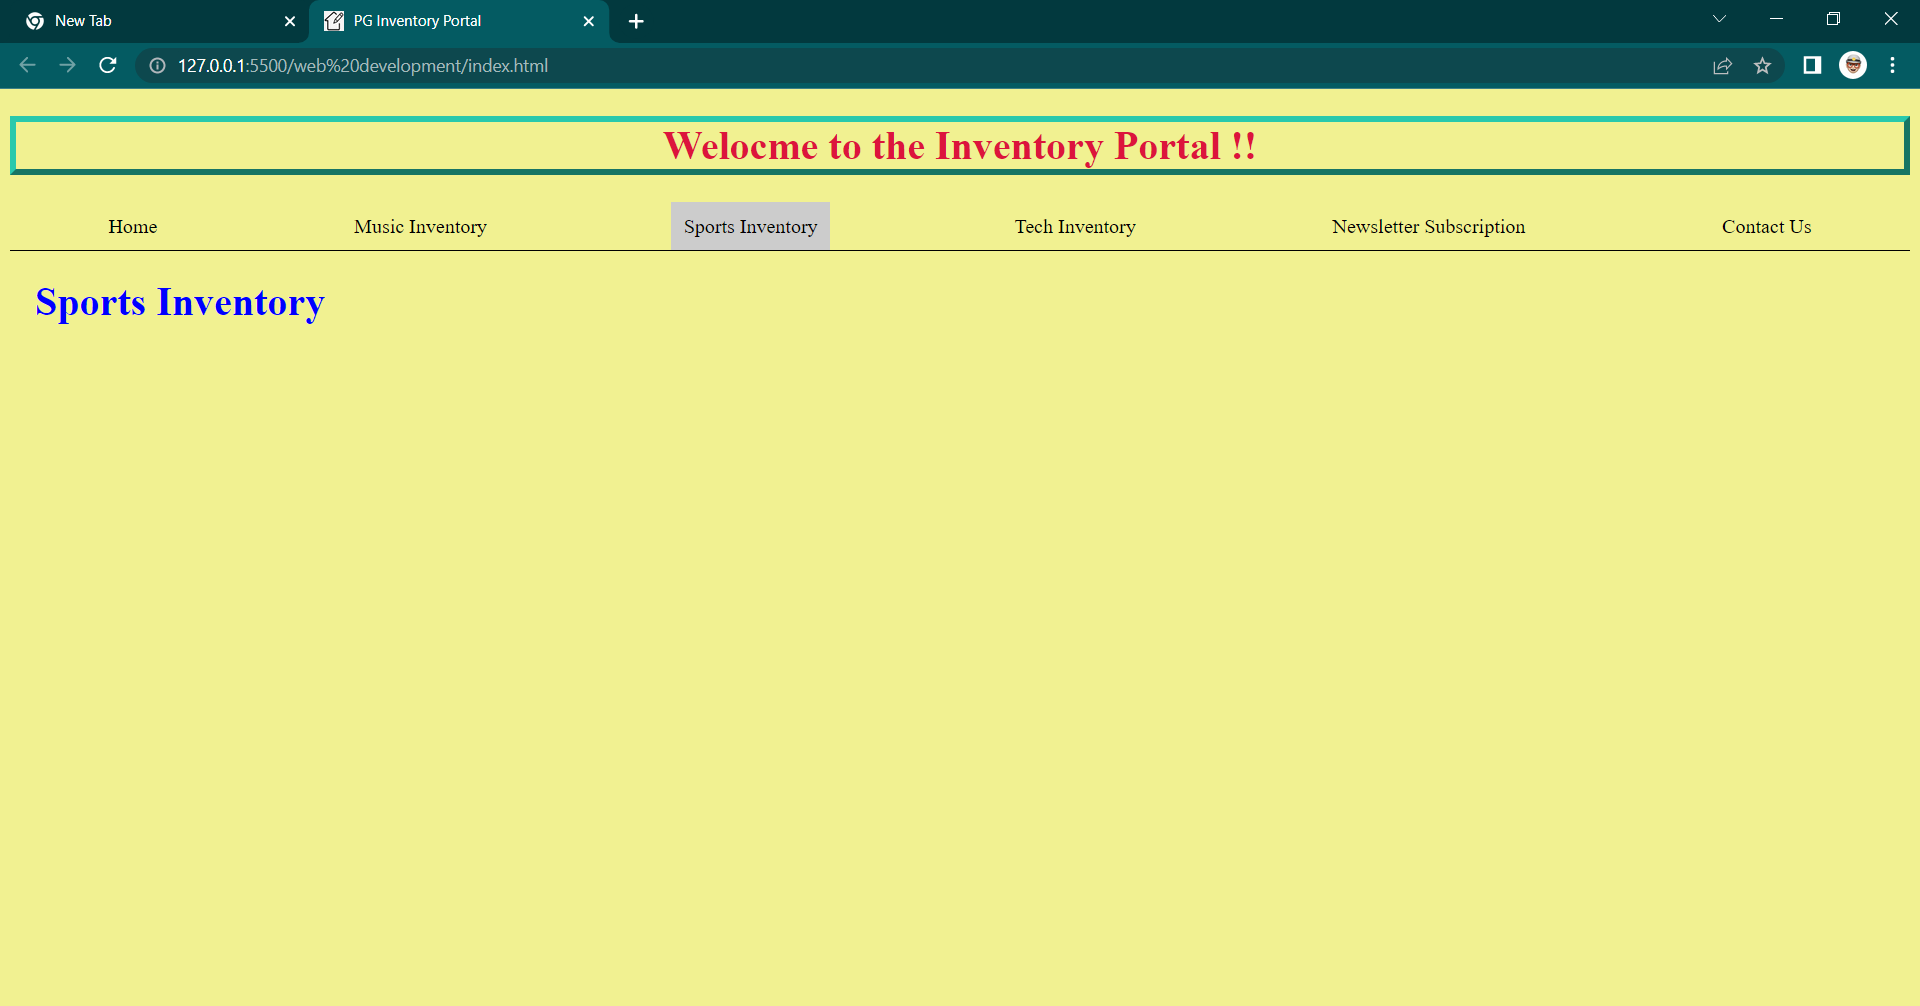 New Tab
PG Inventory Portal
127.0.0.1:5500/web%20development/index.html
Welocme to the Inventory Portal !!
Home Music Inventory Sports Inventory Tech Inventory Newsletter Subscription Contact Us
Sports Inventory